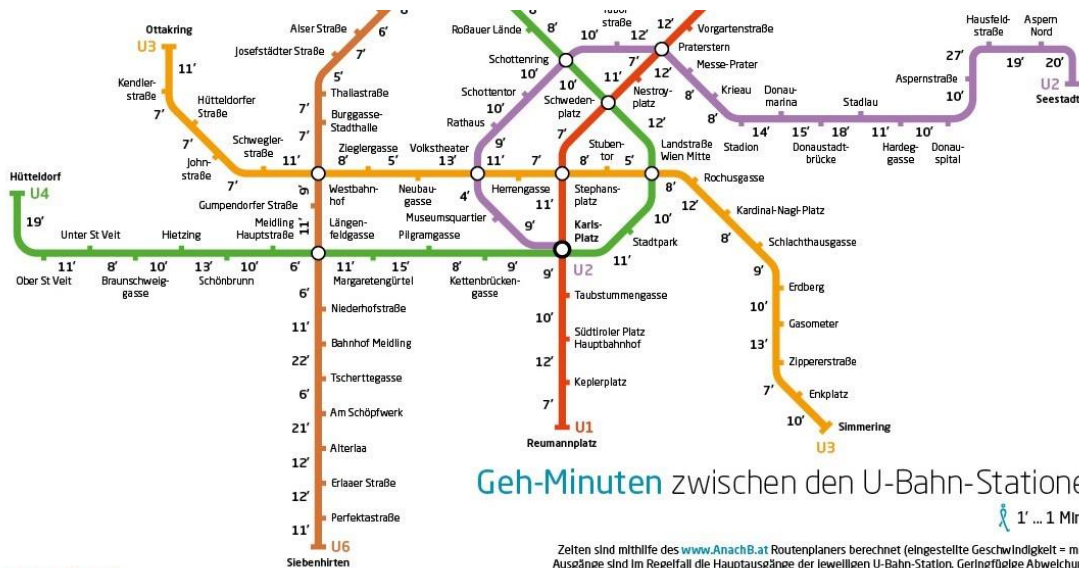 12'
Vorgartenstraße
Praterstern
Messe-Prater
Krieau
Donau-
marina
Stadlau
Hausfeld-
straße
Aspern
Nord
27'
19'
20'
U2
Seestadt
Aspernstraße
10'
8'
8'
Stadion
14'
15'
Donaustadt-
brücke
18'
11'
Hardeg-
gasse
10'
Donau-
spital
Roßauer Lände
8'
10'
straße
12'
Schottenring
10'
10'
7'
11'
12'
Nestroy-
platz
Schweden-
platz
12'
Schottentor
10'
Rathaus
9'
7'
Alser Straße
6'
Josefstädter Straße
7'
5'
Thaliastraße
7'
Burggasse-
Stadthalle
7'
Ottakring
U3
11'
Kendler-
straße
7'
Hütteldorfer
Straße
7'
John-
straße
7'
Schwegler-
straße
11'
Westbahn-
hof
8'
Zieglergasse
5'
Neubau-
gasse
13'
Volkstheater
11'
Herrengasse
7'
Stephans-
platz
8'
Stuben-
tor
5'
Landstraße
Wien Mitte
8'
Rochusgasse
12'
Kardinal-Nagl-Platz
8'
Schlachthausgasse
9'
Erdberg
10'
Gasometer
13'
Zippererstraße
7'
Enkplatz
10'
Simmering
U3
4'
Museumsquartier
9'
11'
Karls-
Platz
U2
10'
Stadtpark
11'
Hütteldorf
U4
19'
Ober St Veit
11'
Unter St Veit
8'
Braunschweig-
gasse
10'
Hietzing
13'
Schönbrunn
10'
Meidling
Hauptstraße
6'
9'
Gumpendorfer Straße
11'
Längen-
feldgasse
11'
Margaretengürtel
15'
Pilgramgasse
8'
Kettenbrücken-
gasse
9'
6'
Niederhofstraße
11'
Bahnhof Meidling
22'
Tscherttegasse
6'
Am Schöpfwerk
21'
Alterlaa
12'
Erlaaer Straße
12'
Perfektastraße
11'
U6
Siebenhirten
9'
Taubstummengasse
10'
Südtiroler Platz
Hauptbahnhof
12'
Keplerplatz
7'
U1
Reumannplatz
Geh-Minuten zwischen den U-Bahn-Statione
1' ... 1 Min
Zeiten sind mithilfe des www.AnachB.at Routenplaners berechnet (eingestellte Geschwindigkeit = m
Ausgänge sind im Regelfall die Hauptausgänge der jeweiligen U-Bahn-Station. Geringfügige Abweichun